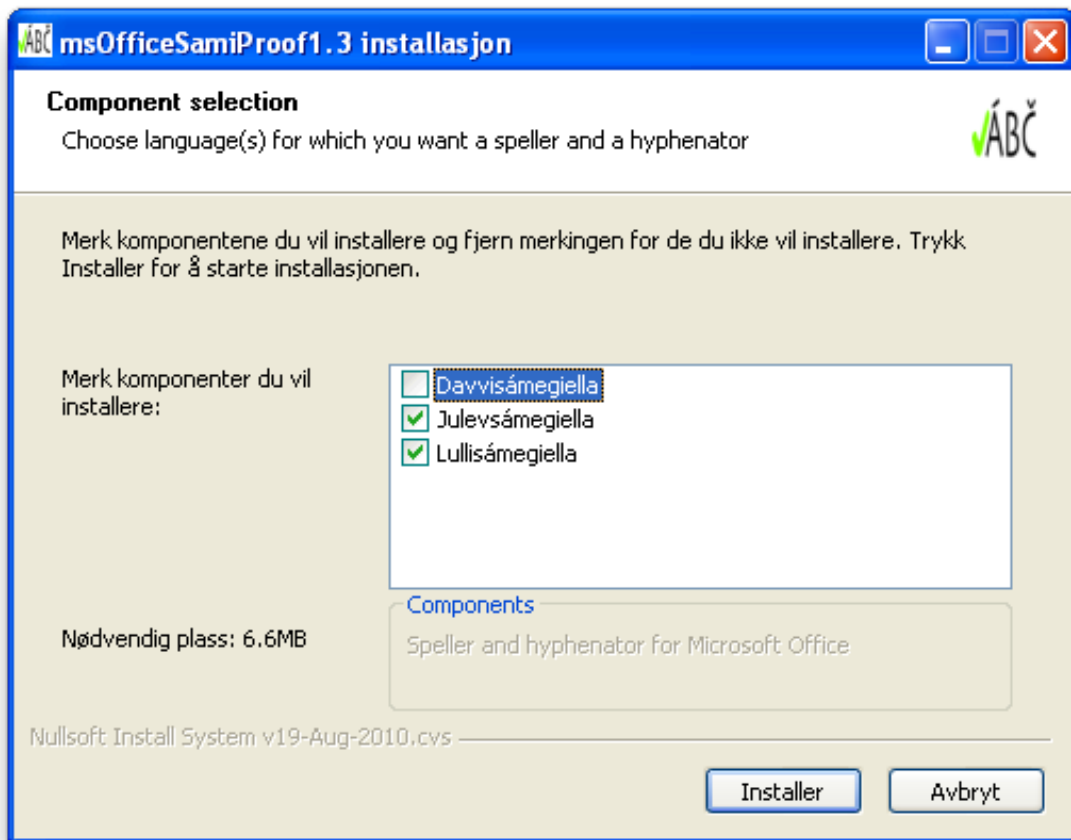 ÁBČ msOfficeSamiProof1.3 installasjon
Component selection
Choose language(s) for which you want a speller and a hyphenator
ÁBČ
Merk komponentene du vil installere og fjern merkingen for de du ikke vil installere. Trykk
Installer for å starte installasjonen.
Merk komponenter du vil
installere:
Davvisámegiella
Julevsámegiella
Lullisámegiella
Components
Nødvendig plass: 6.6MB
Speller and hyphenator for Microsoft Office
Nullsoft Install System v19-Aug-2010.cvs
Installer
Avbryt